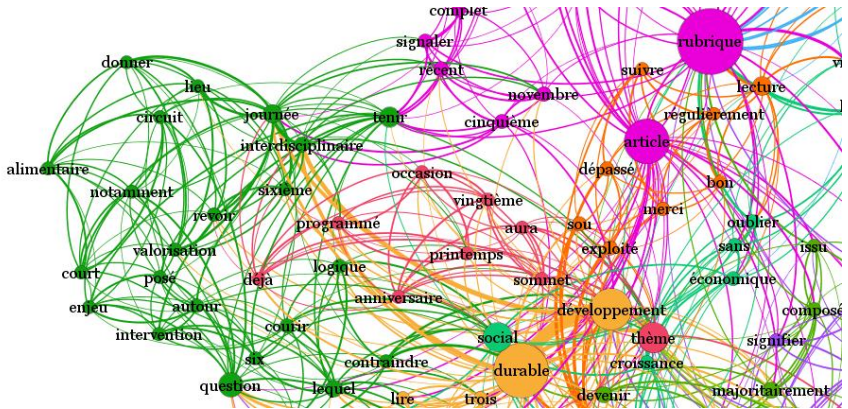 complet
rubrique
signaler
donner
récent
suivre
lieu
lecture
novembre
circuit
journée
tenir
cinquième
régulièrement
interdisciplinaire
article
alimentaire
occasion
dépassé
notamment
sixième
bon
vingtième
merci
revoir
programmé
aura
sou
oublier
valorisation
printemps
exploité
sans
issu
court
posé
déjà
logique
sommet
économique
anniversaire
enjeu
autour
développement
composé
intervention
courir
social
thème
signifier
six
contraindre
croissance
durable
question
lequel
majoritairement
lire
trois
devenir